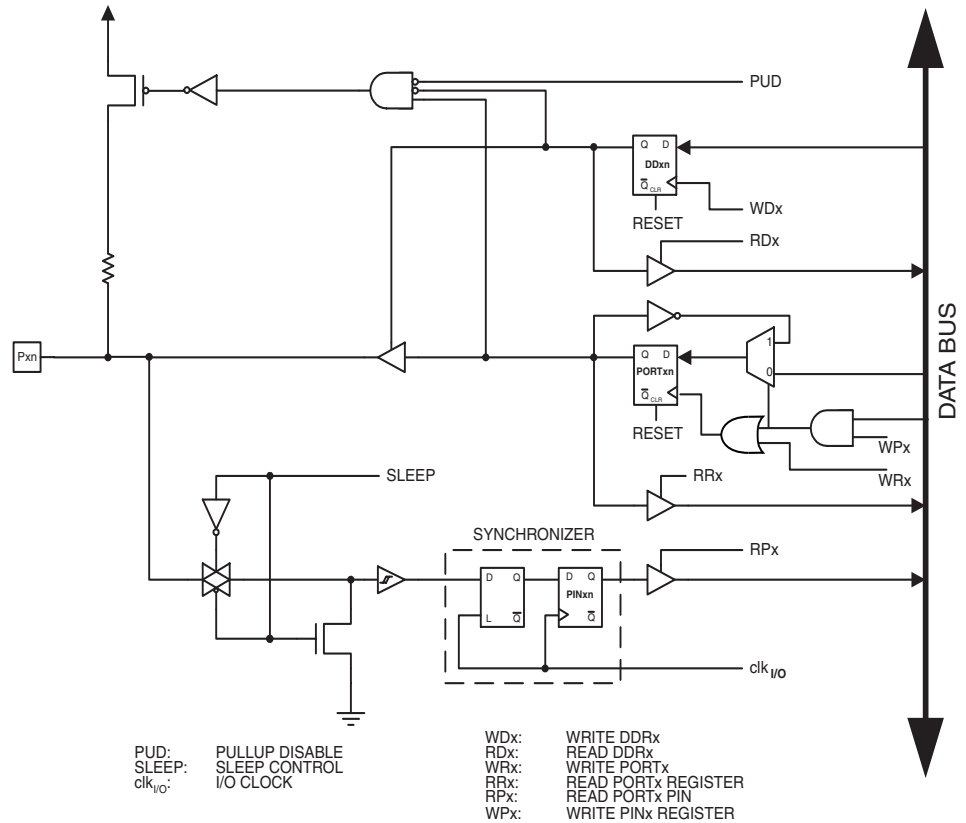 PUD
Q D
DDxn
Q CLR
WDx
RESET
RDx
DATA BUS
1
Pxn
Q D
PORTxn
0
Q CLR
RESET
WPx
WRx
SLEEP
RRx
SYNCHRONIZER
RPx
D Q
D Q
PINxn
L Q
Q
clk I/O
PUD: PULLUP DISABLE
SLEEP: SLEEP CONTROL
clkI/O: I/O CLOCK
WDx: WRITE DDRx
RDx: READ DDRx
WRx: WRITE PORTx
RRx: READ PORTx REGISTER
RPx: READ PORTx PIN
WPx: WRITE PINx REGISTER